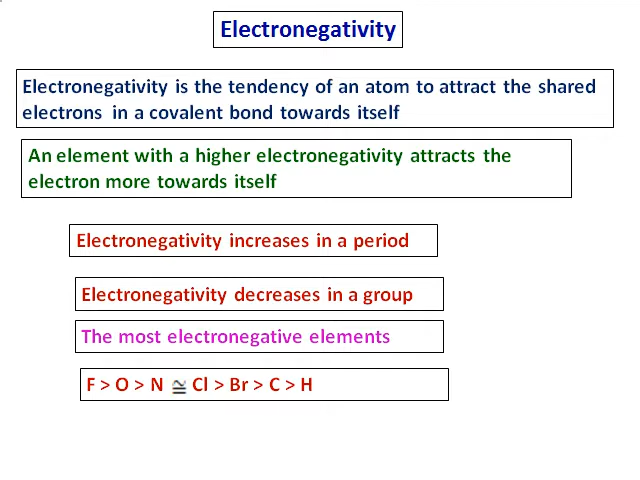 Electronegativity
Electronegativity is the tendency of an atom to attract the shared
electrons in a covalent bond towards itself
An element with a higher electronegativity attracts the
electron more towards itself
Electronegativity increases in a period
Electronegativity decreases in a group
The most electronegative elements
F > O > N ≅ Cl > Br > C > H